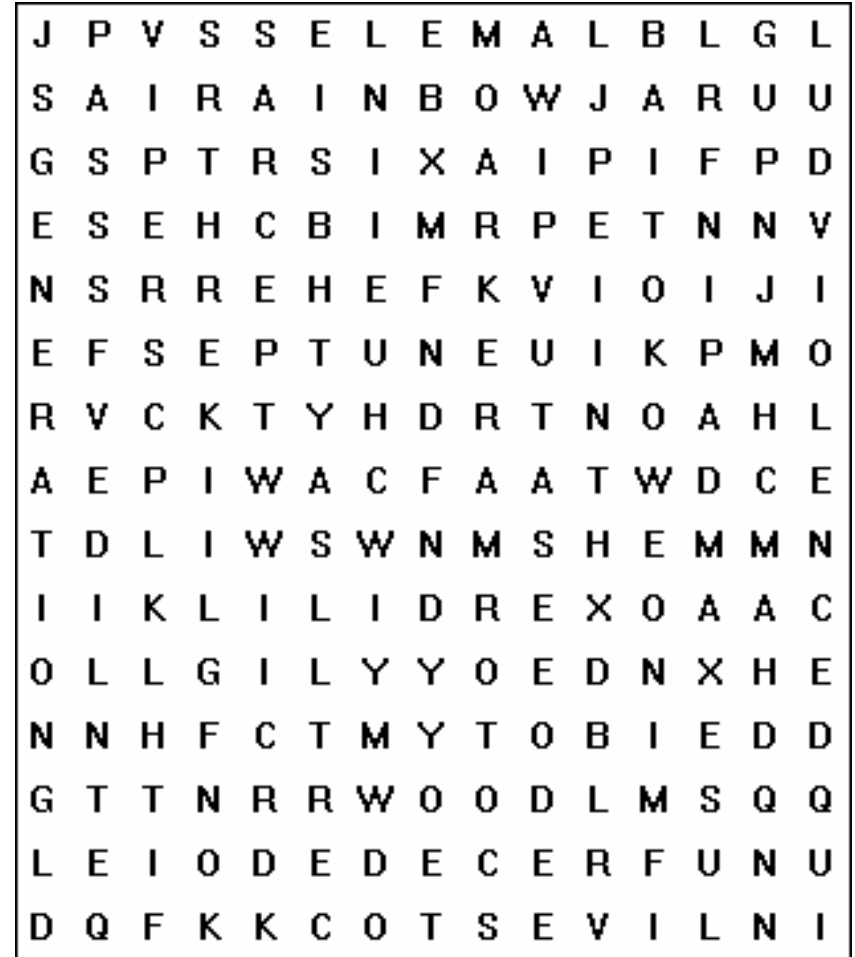 J P V S S E L E M A L B L G L
S A I R A I N B O W J A R U U
G S P T R S I X A I P I F P D
E S E H C B I M R P E T N N V
N S R R E H E F K V I O I J I
E F S E P T U N E U I K P M O
R V C K T Y H D R T N O A H L
A E P I W A C F A A T W D C E
T D L I W S W N M S H E M M N
I I K L I L I D R E X O A A C
O L L G I L Y Y O E D N X H E
N N H F C T M Y T O B I E D D
G T T N R R W O O D L M S Q Q
L E I O D E D E C E R F U N U
D Q F K K C O T S E V I L N I